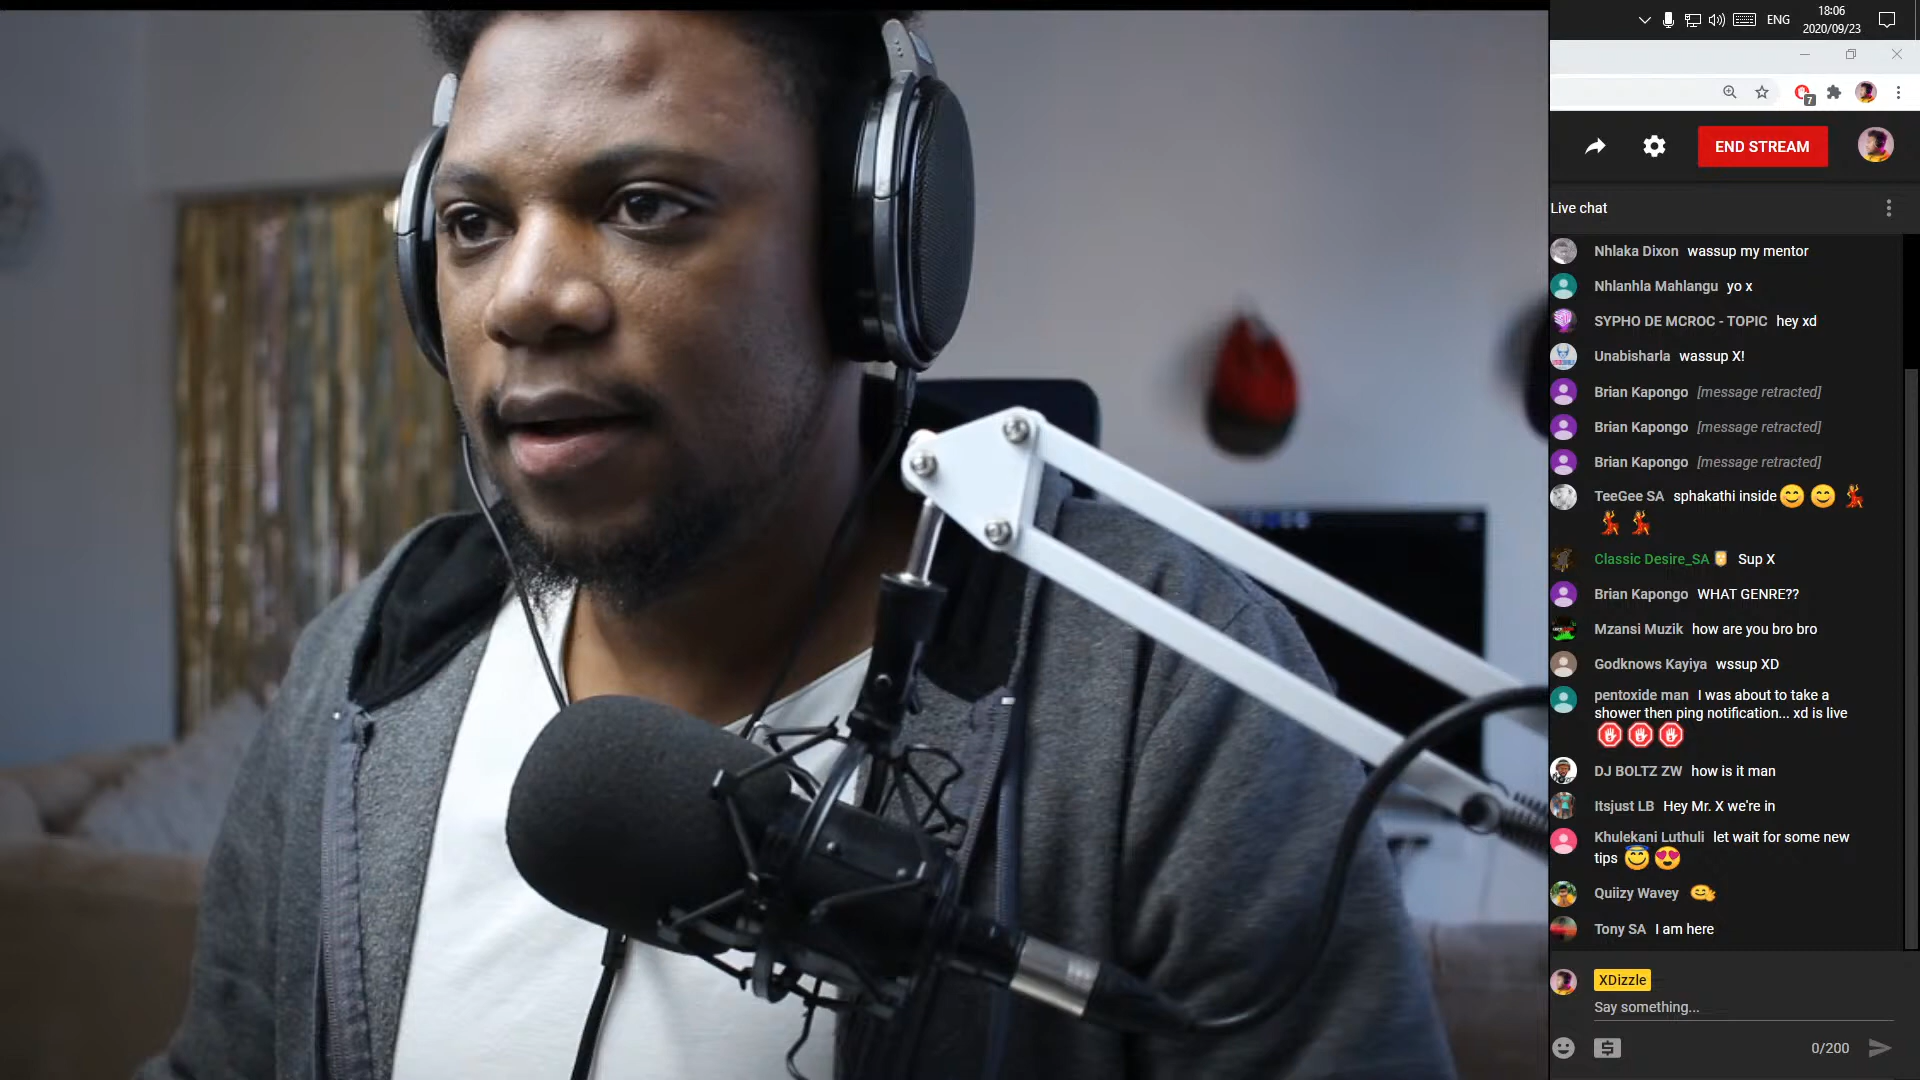 ENG
18:06
2020/09/23
7
END STREAM
Live chat
Nhlaka Dixon wassup my mentor
Nhlanhla Mahlangu yo x
SYPHO DE MCROC - TOPIC hey xd
Unabisharla wassup X!
Brian Kapongo [message retracted]
Brian Kapongo [message retracted]
Brian Kapongo [message retracted]
TeeGee SA sphakathi inside😊😊💃
💃💃
Classic Desire_SA Sup X
Brian Kapongo WHAT GENRE??
Mzansi Muzik how are you bro bro
Godknows Kayiya wssup XD
pentoxide man I was about to take a
shower then ping notification... xd is live
DJ BOLTZ ZW how is it man
Itsjust LB Hey Mr. X we're in
Khulekani Luthuli let wait for some new
tips 😇😍
Quiizy Wavey
Tony SA I am here
XDizzle
Say something...
0/200